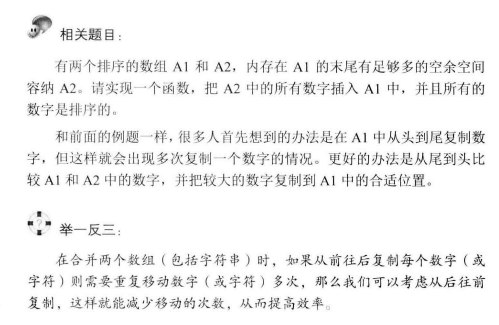 相关题目：
有两个排序的数组 A1 和 A2，内存在 A1 的末尾有足够多的空余空间
容纳 A2。请实现一个函数，把 A2 中的所有数字插入 A1 中，并且所有的
数字是排序的。
和前面的例题一样，很多人首先想到的办法是在 A1 中从头到尾复制数
字，但这样就会出现多次复制一个数字的情况。更好的办法是从尾到头比
较 A1 和 A2 中的数字，并把较大的数字复制到 A1 中的合适位置。
举一反三：
在合并两个数组（包括字符串）时，如果从前往后复制每个数字（或
字符）则需要重复移动数字（或字符）多次，那么我们可以考虑从后往前
复制，这样就能减少移动的次数，从而提高效率。